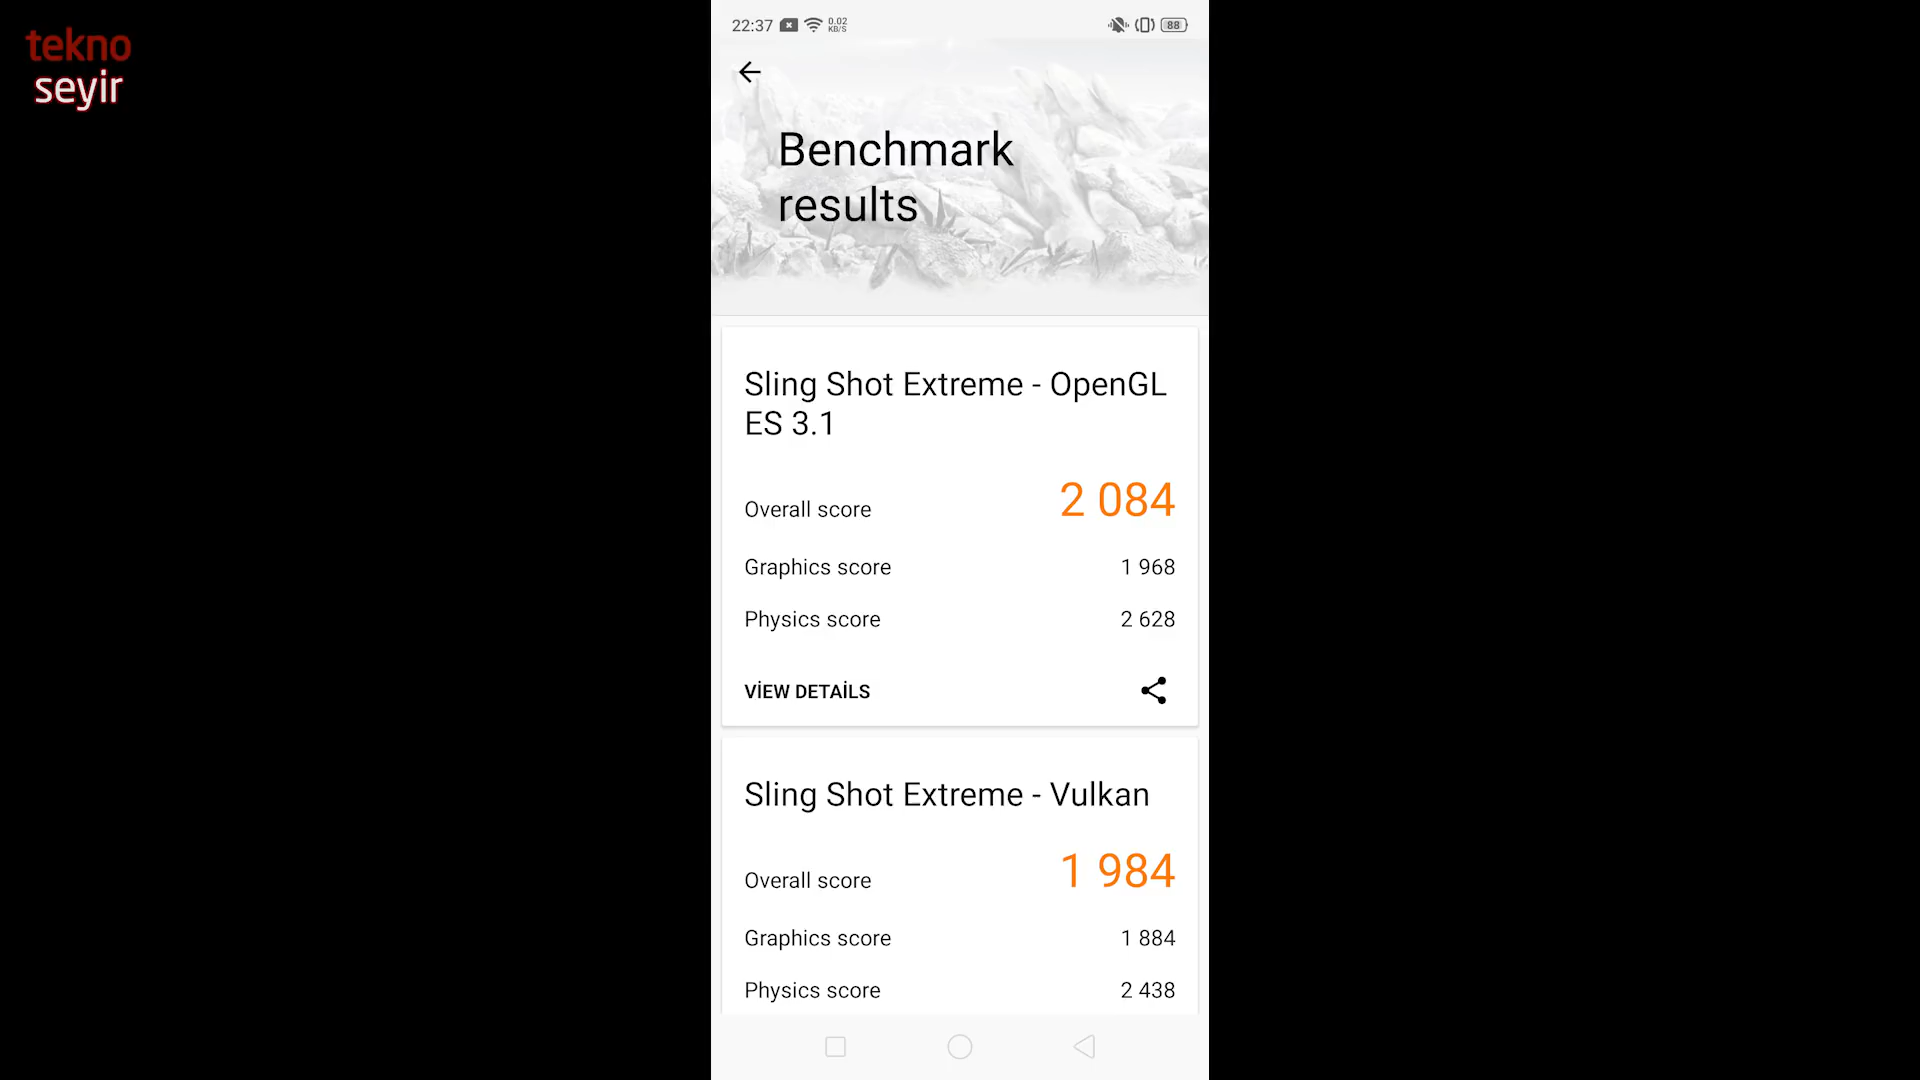 tekno
seyir
22:37
0.02
KB/S
88
Benchmark
results
Sling Shot Extreme - OpenGL
ES 3.1
Overall score 2 084
Graphics score 1 968
Physics score 2 628
VİEW DETAİLS
Sling Shot Extreme - Vulkan
Overall score 1 984
Graphics score 1 884
Physics score 2 438